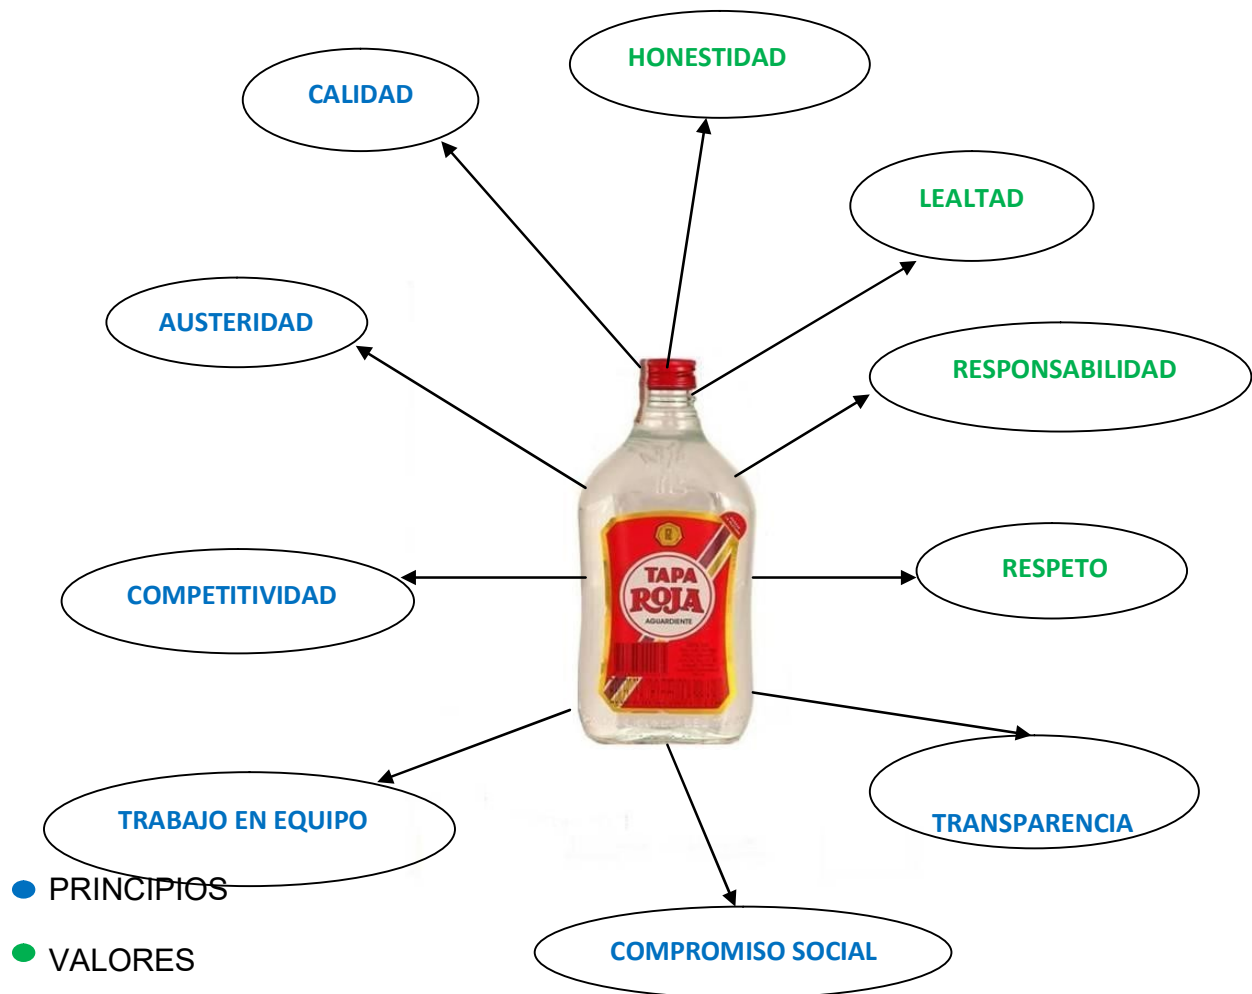 HONESTIDAD
CALIDAD
LEALTAD
AUSTERIDAD
RESPONSABILIDAD
TAPA
ROJA
AGUARDIENTE
RESPETO
COMPETITIVIDAD
TRABAJO EN EQUIPO
TRANSPARENCIA
PRINCIPIOS
COMPROMISO SOCIAL
VALORES